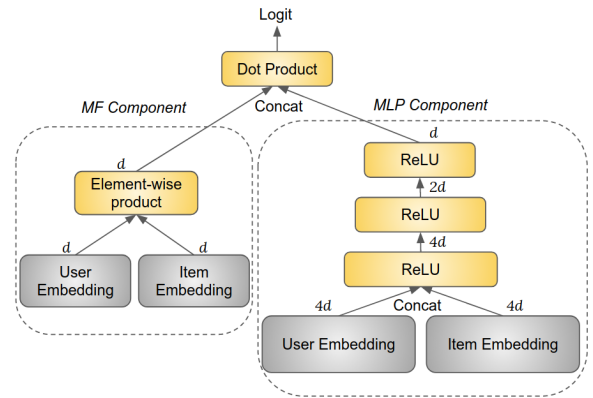 Logit
Dot Product
MF Component
Concat
MLP Component
d
d
ReLU
Element-wise
product
2d
ReLU
d
d
4d
User
Embedding
Item
Embedding
ReLU
4d
Concat
4d
User Embedding
Item Embedding